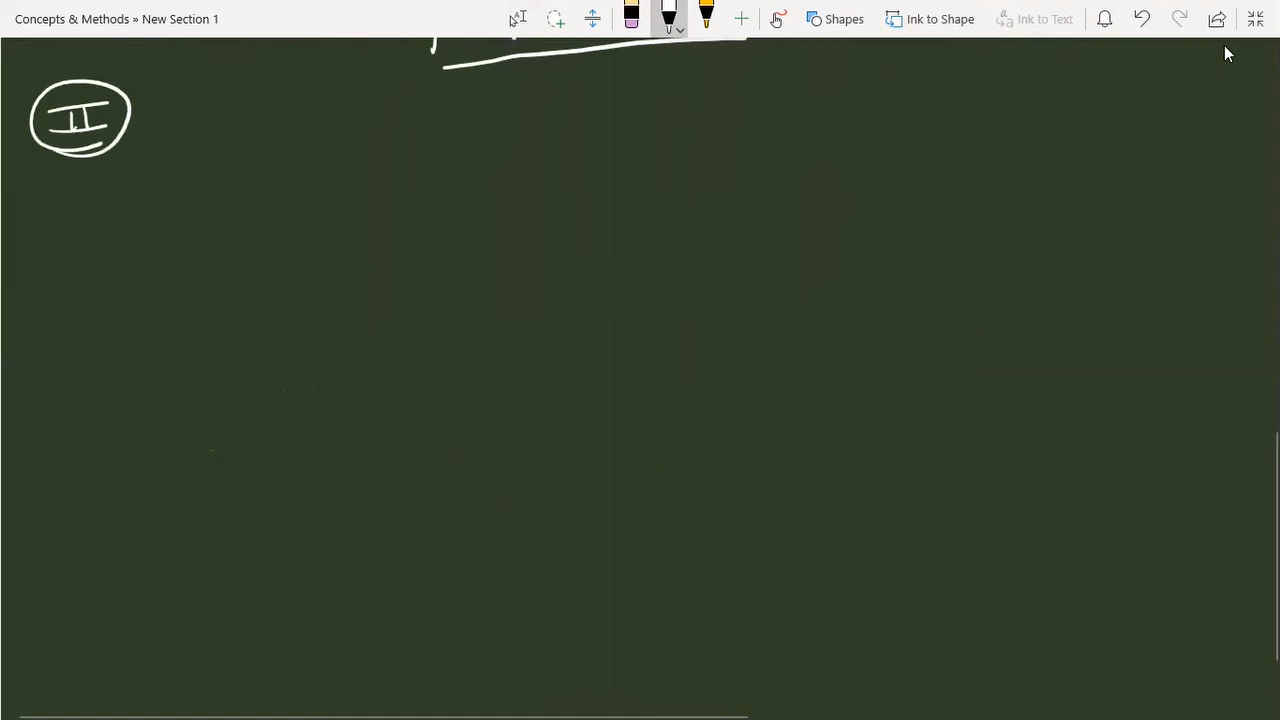 Concepts & Methods » New Section 1
Shapes
Ink to Shape
Ink to Text
II